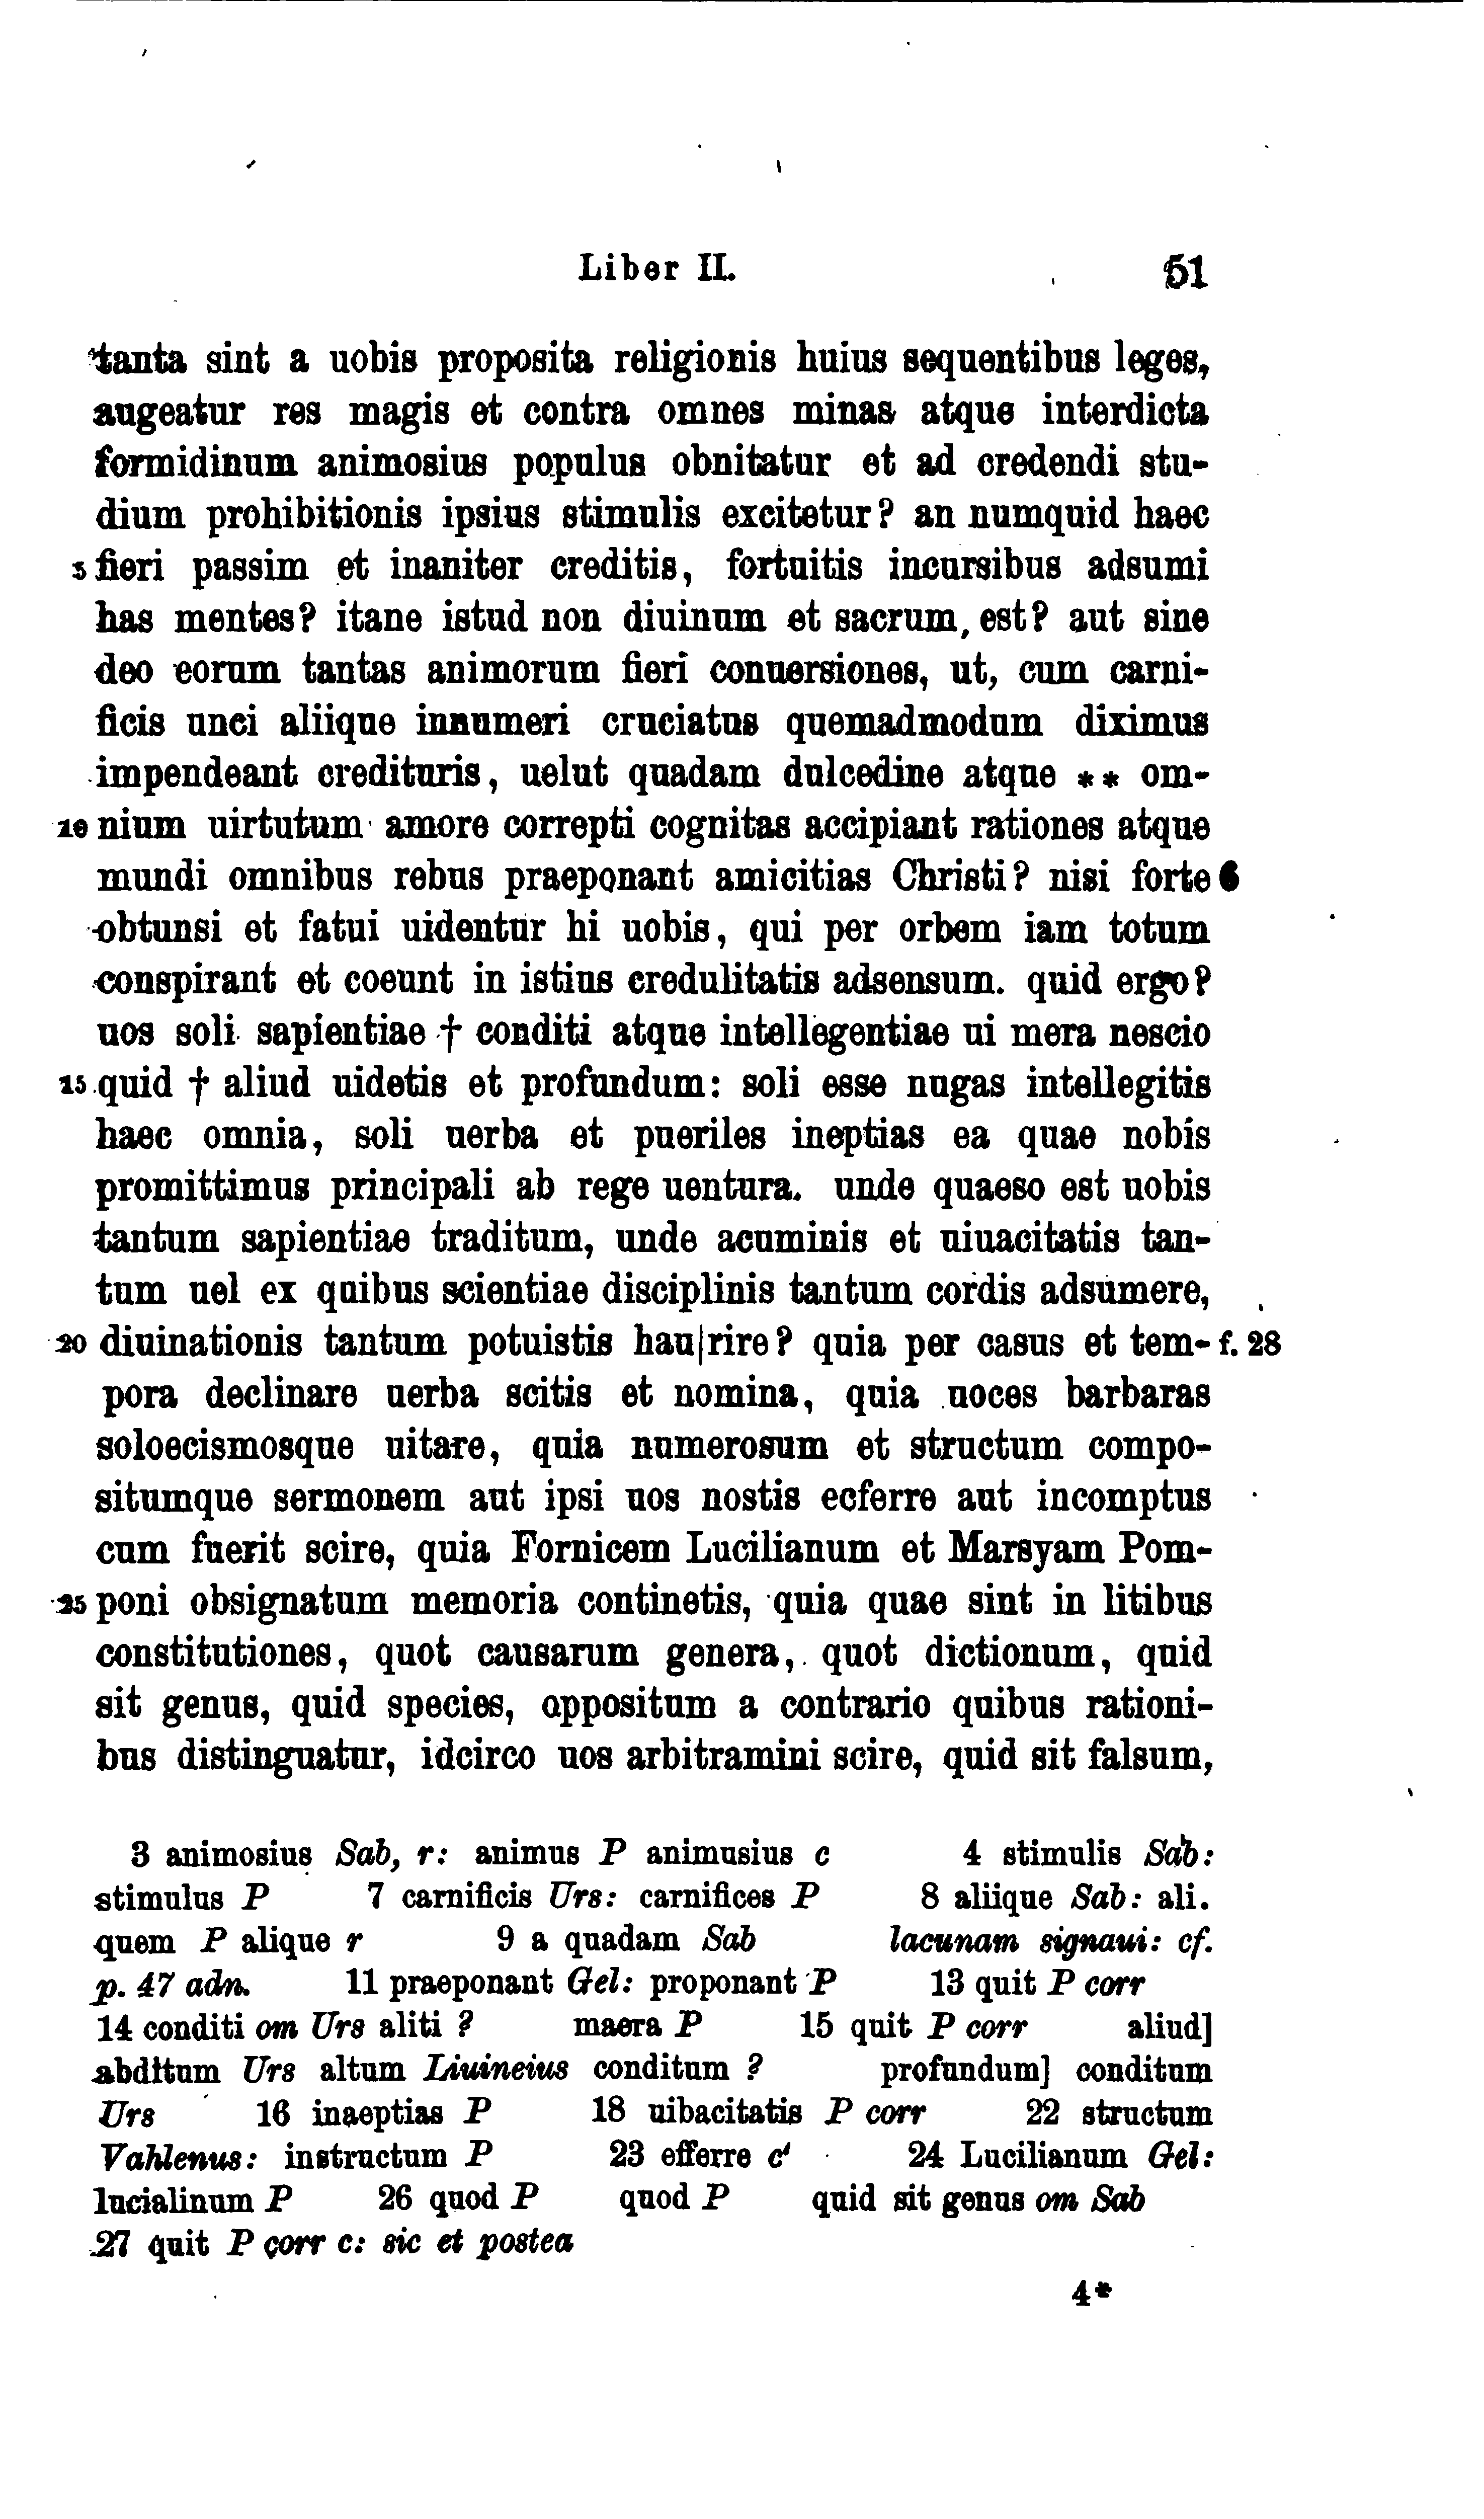 Liber II. 51
tanta sint a uobis proposita religionis huius sequentibus leges,
augeatur res magis et contra omnes minas atque interdicta
formidinum animosius populus obnitatur et ad credendi stu-
dium prohibitionis ipsius stimulis excitetur? an numquid haec
5 fieri passim et inaniter creditis, fortuitis incursibus adsumi
has mentes? itane istud non diuinum et sacrum est? aut sine
deo eorum tantas animorum fieri conuersiones, ut, cum carni-
ficis unci aliique innumeri cruciatus quemadmodum diximus
impendeant credituris, uelut quadam dulcedine atque ** om-
10 nium uirtutum amore correpti cognitas accipiant rationes atque
mundi omnibus rebus praeponant amicitias Christi? nisi forte 6
obtunsi et fatui uidentur hi uobis, qui per orbem iam totum
conspirant et coeunt in istius credulitatis adsensum. quid ergo?
uos soli sapientiae † conditi atque intellegentiae ui mera nescio
15 quid † aliud uidetis et profundum: soli esse nugas intellegitis
haec omnia, soli uerba et pueriles ineptias ea quae nobis
promittimus principali ab rege uentura. unde quaeso est uobis
tantum sapientiae traditum, unde acuminis et uiuacitatis tan-
tum uel ex quibus scientiae disciplinis tantum cordis adsumere,
20 diuinationis tantum potuistis hau|rire? quia per casus et tem- f. 28
pora declinare uerba scitis et nomina, quia uoces barbaras
soloecismosque uitare, quia numerosum et structum compo-
situmque sermonem aut ipsi uos nostis ecferre aut incomptus
cum fuerit scire, quia Fornicem Lucilianum et Marsyam Pom-
25 poni obsignatum memoria continetis, quia quae sint in litibus
constitutiones, quot causarum genera, quot dictionum, quid
sit genus, quid species, oppositum a contrario quibus rationi-
bus distinguatur, idcirco uos arbitramini scire, quid sit falsum,
3 animosius Sab, r: animus P animusius c 4 stimulis Sab:
stimulus P 7 carnificis Urs: carnifices P 8 aliique Sab: ali.
quem P alique r 9 a quadam Sab lacunam signaui: cf.
p. 47 adn. 11 praeponant Gel: proponant P 13 quit P corr
14 conditi om Urs aliti ? maera P 15 quit P corr aliud]
abditum Urs altum Liuineius conditum ? profundum] conditum
Urs 16 inaeptias P 18 uibacitatis P corr 22 structum
Vahlenus: instructum P 23 efferre c' 24 Lucilianum Gel:
lucialinum P 26 quod P quod P quid sit genus om Sab
27 quit P corr c: sic et postea
4*